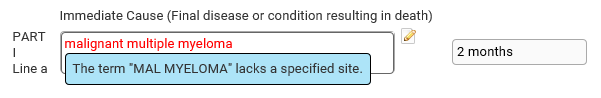 Immediate Cause (Final disease or condition resulting in death)
PART
I
Line a
malignant multiple myeloma
The term "MAL MYELOMA" lacks a specified site.
2 months